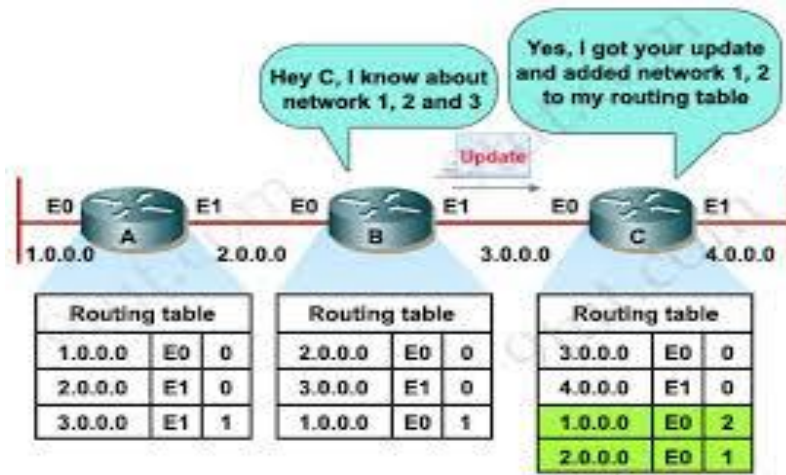 Hey C, I know about
network 1, 2 and 3
Yes, I got your update
and added network 1, 2
to my routing table
Update
E0 E1 E0 E1 E0 E1
A B C
1.0.0.0 2.0.0.0 3.0.0.0 4.0.0.0
Routing table
1.0.0.0 E0 0
2.0.0.0 E1 0
3.0.0.0 E1 1
Routing table
2.0.0.0 E0 0
3.0.0.0 E1 0
1.0.0.0 E0 1
Routing table
3.0.0.0 E0 0
4.0.0.0 E1 0
1.0.0.0 E0 2
2.0.0.0 E0 1